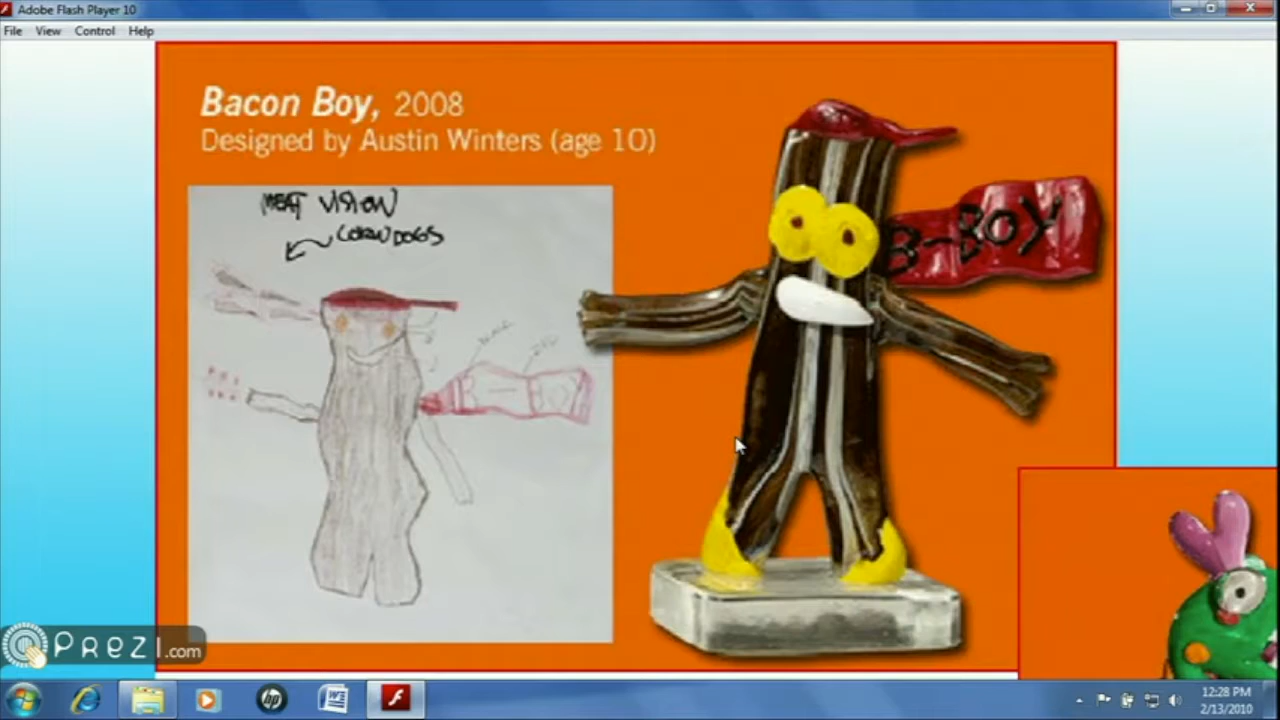 Adobe Flash Player 10
File View Control Help
Bacon Boy, 2008
Designed by Austin Winters (age 10)
MEAT VISION
CORN DOGS
B-BOY
PREZI.com
12:28 PM
2/13/2010